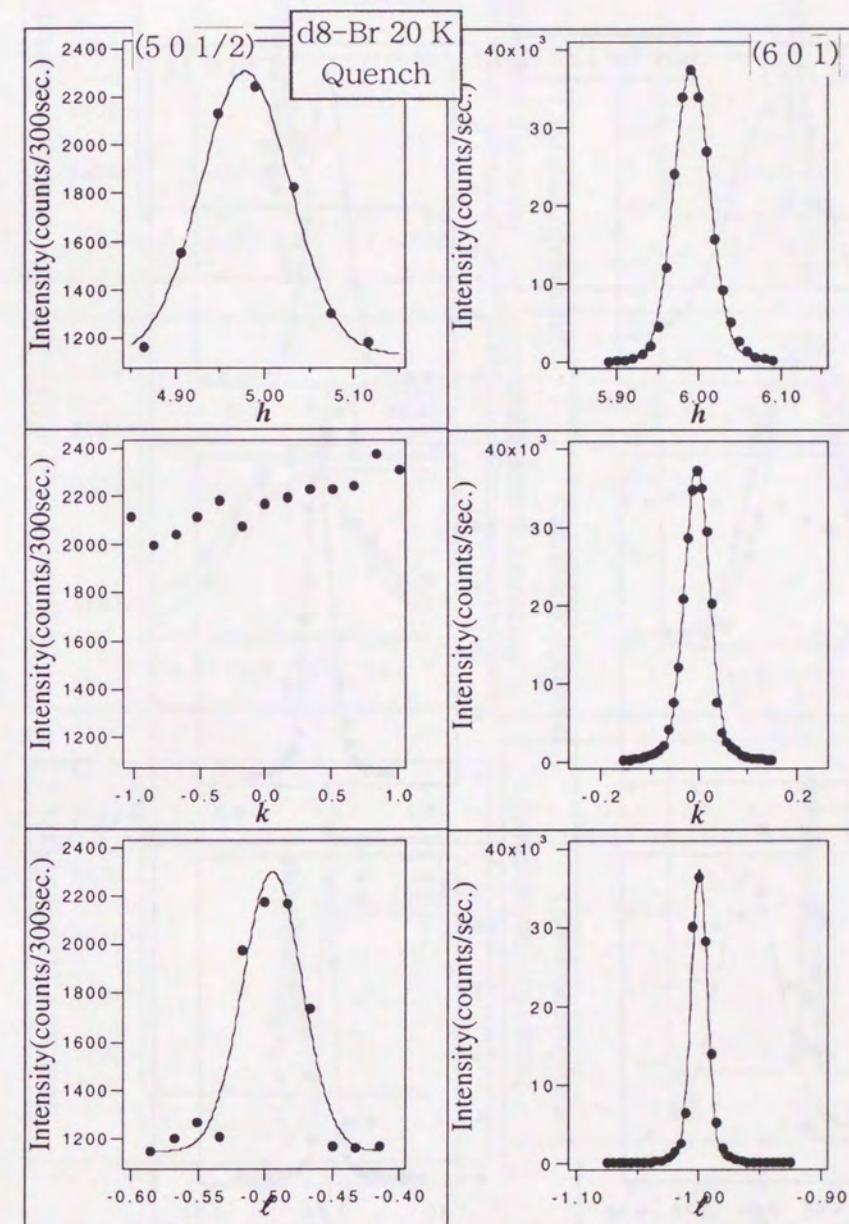 d8-Br 20 K
Quench
(5 0 1/2)
2400
2200
2000
1800
1600
1400
1200
Intensity(counts/300sec.)
4.90 5.00 5.10
h
(6 0 1̄)
40x10³
30
20
10
0
Intensity(counts/sec.)
5.90 6.00 6.10
h
2400
2200
2000
1800
1600
1400
1200
Intensity(counts/300sec.)
-1.0 -0.5 0.0 0.5 1.0
k
40x10³
30
20
10
0
Intensity(counts/sec.)
-0.2 0.0 0.2
k
2400
2200
2000
1800
1600
1400
1200
Intensity(counts/300sec.)
-0.60 -0.55 -0.50 -0.45 -0.40
ℓ
40x10³
30
20
10
0
Intensity(counts/sec.)
-1.10 -1.00 -0.90
ℓ